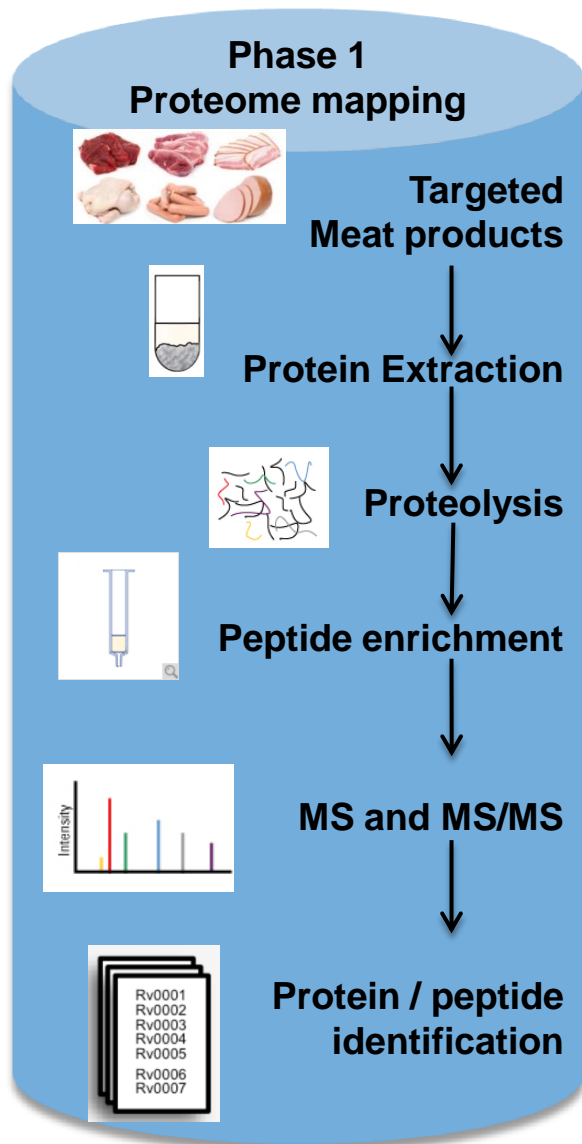 Phase 1
Proteome mapping
Targeted
Meat products
Protein Extraction
Proteolysis
Peptide enrichment
MS and MS/MS
Intensity
Protein / peptide
identification
Rv0001
Rv0002
Rv0003
Rv0004
Rv0005
Rv0006
Rv0007